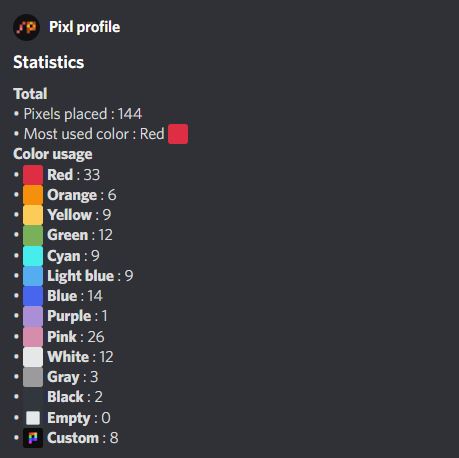 Pixl profile
Statistics
Total
• Pixels placed : 144
• Most used color : Red
Color usage
• Red : 33
• Orange : 6
• Yellow : 9
• Green : 12
• Cyan : 9
• Light blue : 9
• Blue : 14
• Purple : 1
• Pink : 26
• White : 12
• Gray : 3
• Black : 2
• Empty : 0
• Custom : 8